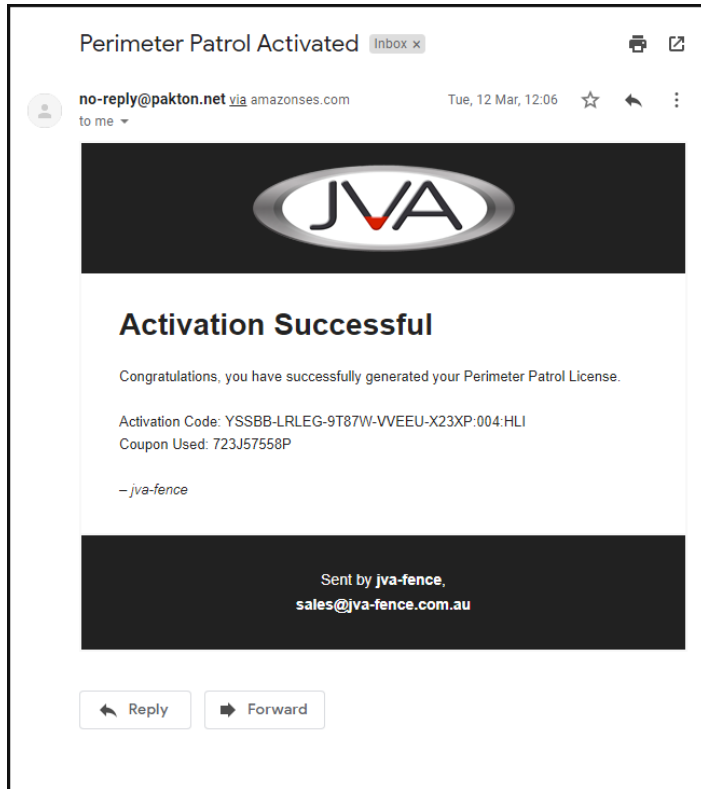 Perimeter Patrol Activated Inbox x
no-reply@pakton.net via amazonses.com Tue, 12 Mar, 12:06
to me
JVA
Activation Successful
Congratulations, you have successfully generated your Perimeter Patrol License.
Activation Code: YSSBB-LRLEG-9T87W-VVEEU-X23XP:004:HLI
Coupon Used: 723J57558P
– jva-fence
Sent by jva-fence,
sales@jva-fence.com.au
Reply Forward